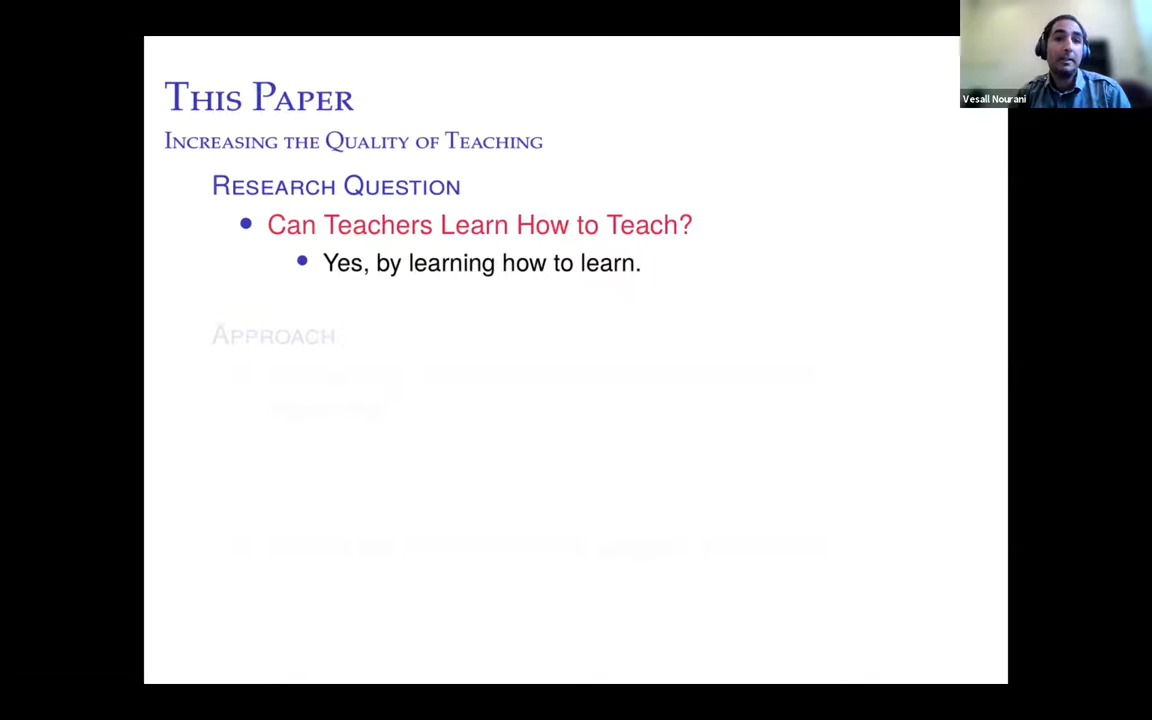 THIS PAPER
INCREASING THE QUALITY OF TEACHING
RESEARCH QUESTION
Can Teachers Learn How to Teach?
Yes, by learning how to learn.
APPROACH
Vesall Nourani